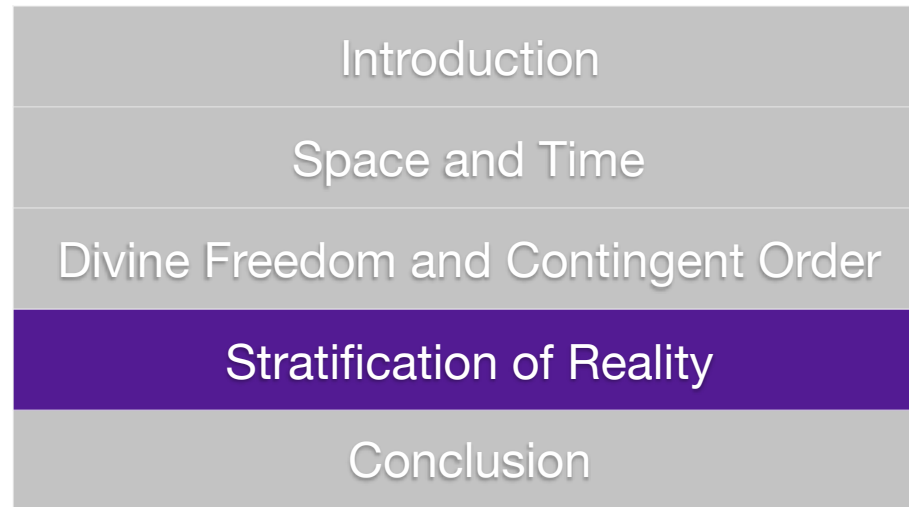 Introduction
Space and Time
Divine Freedom and Contingent Order
Stratification of Reality
Conclusion